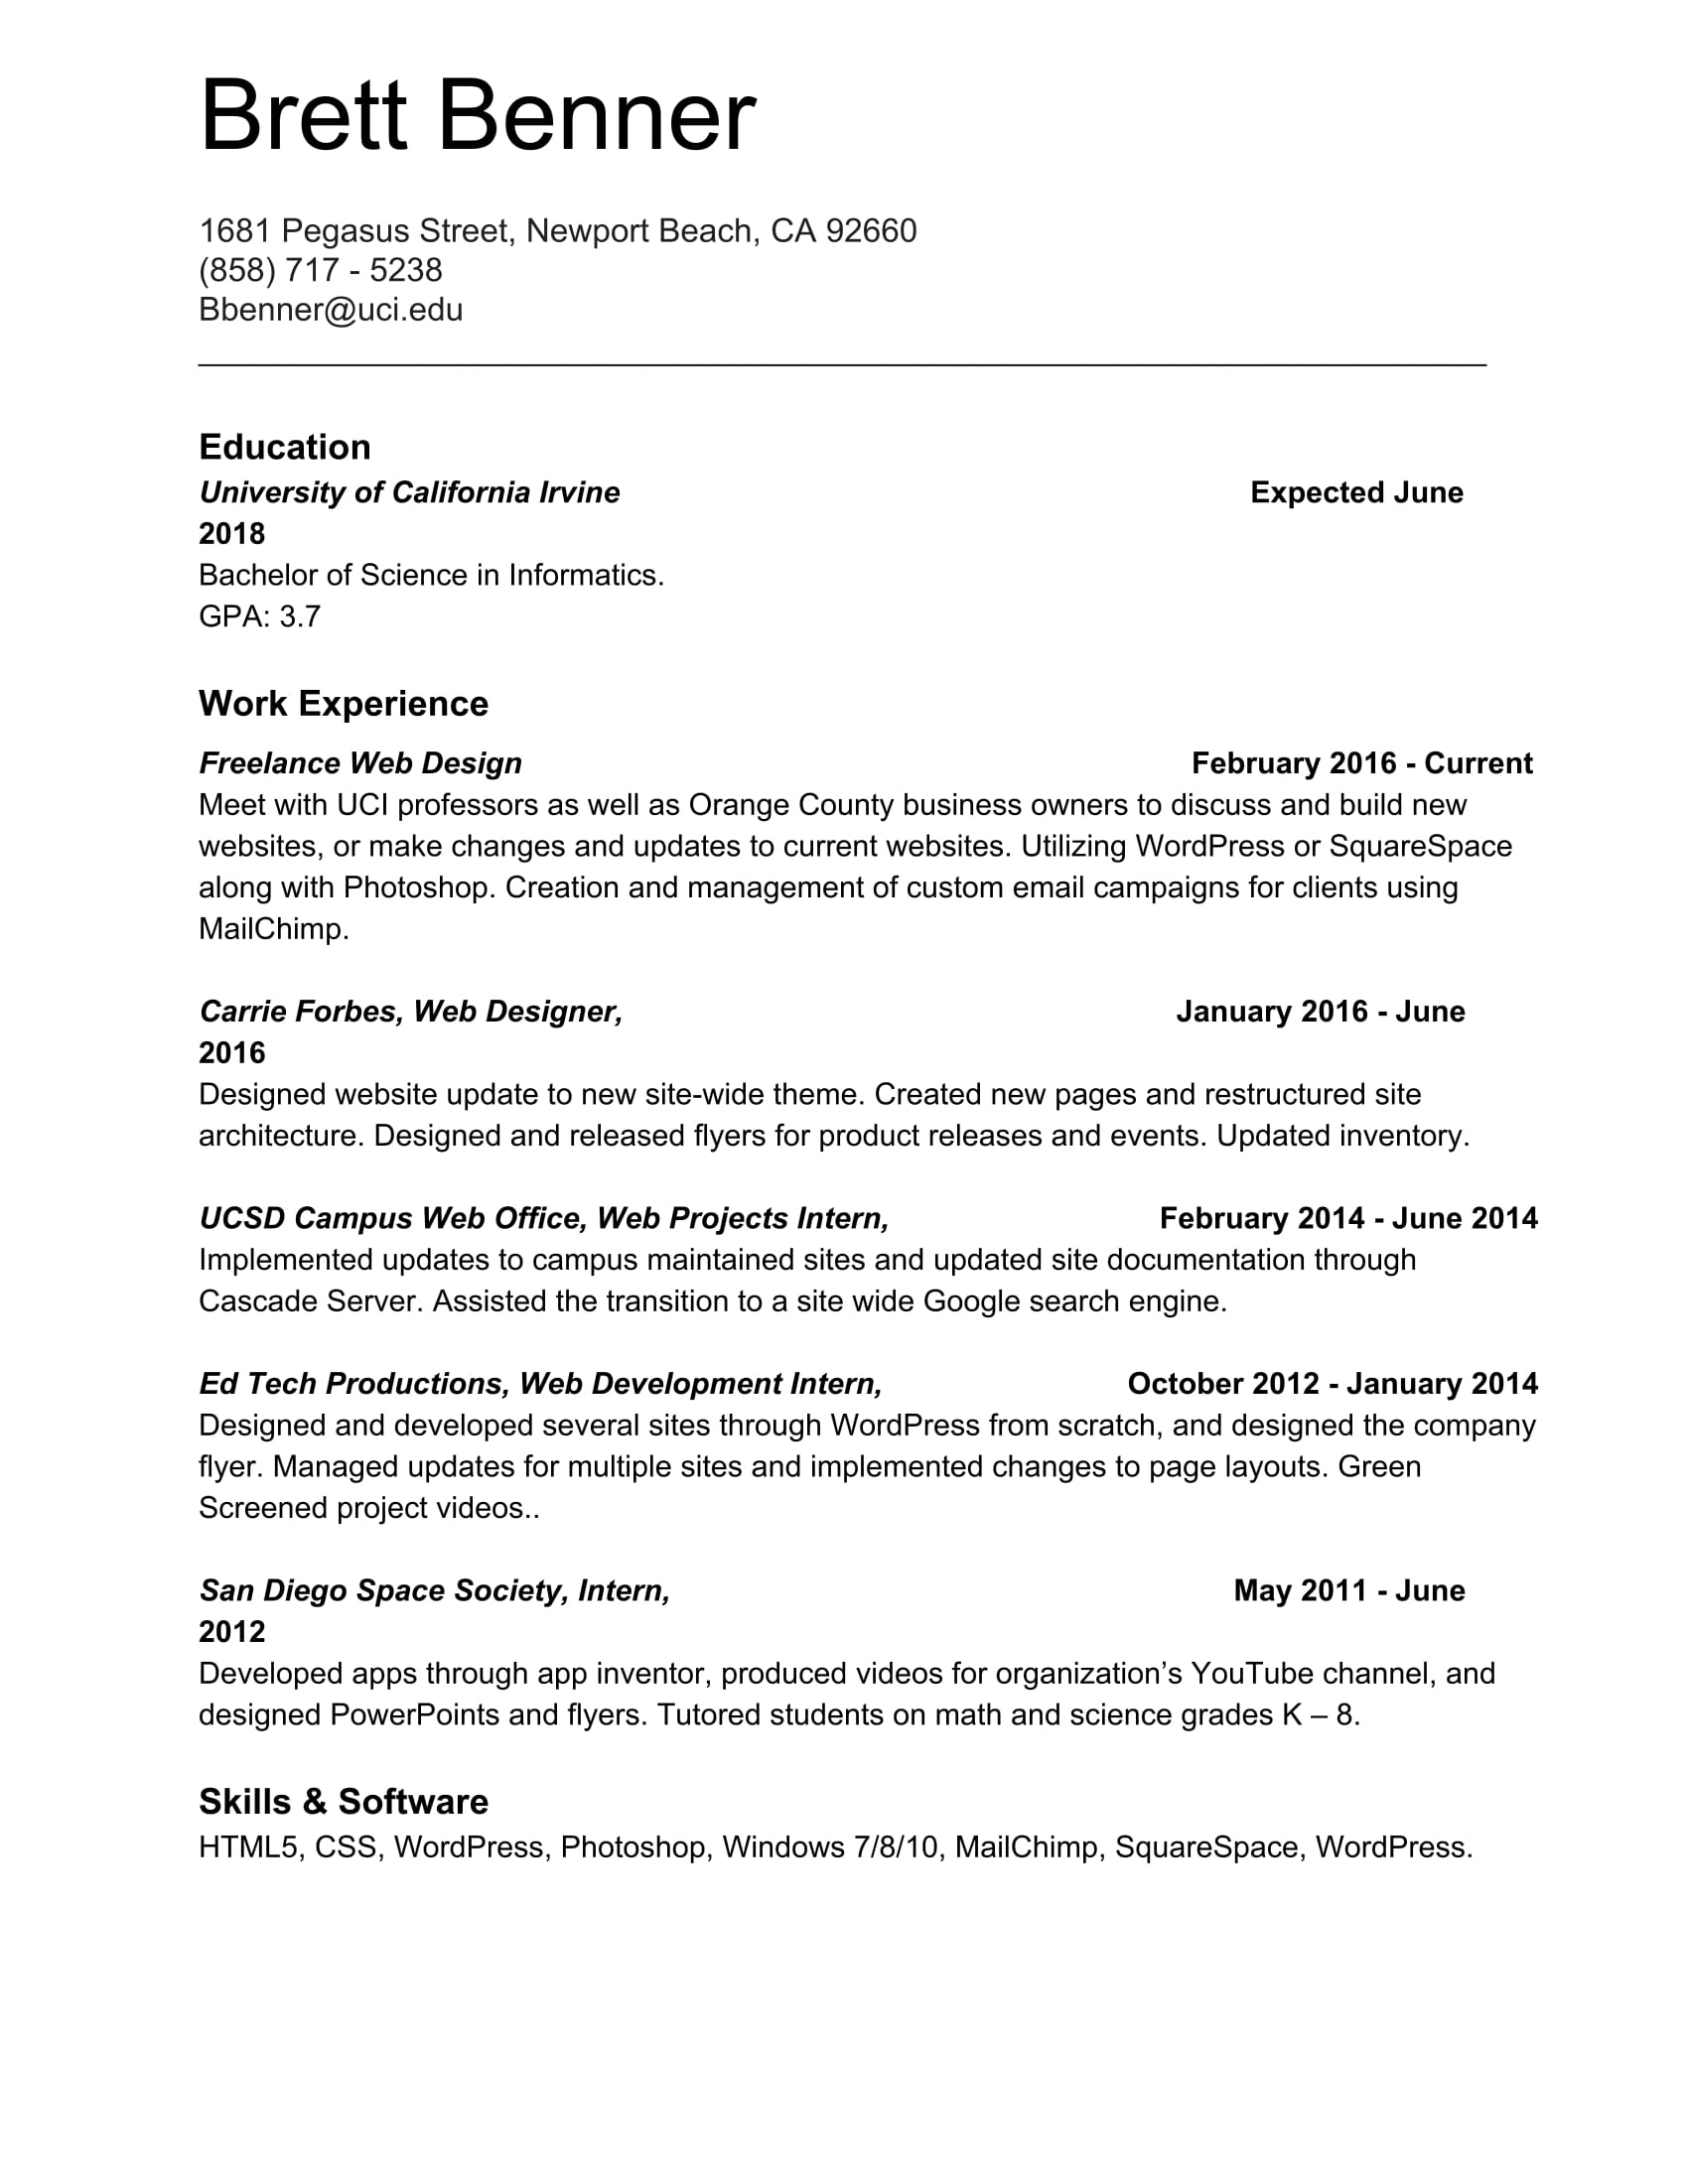 Brett Benner
1681 Pegasus Street, Newport Beach, CA 92660
(858) 717 - 5238
Bbenner@uci.edu
Education
University of California Irvine Expected June
2018
Bachelor of Science in Informatics.
GPA: 3.7
Work Experience
Freelance Web Design February 2016 - Current
Meet with UCI professors as well as Orange County business owners to discuss and build new
websites, or make changes and updates to current websites. Utilizing WordPress or SquareSpace
along with Photoshop. Creation and management of custom email campaigns for clients using
MailChimp.
Carrie Forbes, Web Designer, January 2016 - June
2016
Designed website update to new site-wide theme. Created new pages and restructured site
architecture. Designed and released flyers for product releases and events. Updated inventory.
UCSD Campus Web Office, Web Projects Intern, February 2014 - June 2014
Implemented updates to campus maintained sites and updated site documentation through
Cascade Server. Assisted the transition to a site wide Google search engine.
Ed Tech Productions, Web Development Intern, October 2012 - January 2014
Designed and developed several sites through WordPress from scratch, and designed the company
flyer. Managed updates for multiple sites and implemented changes to page layouts. Green
Screened project videos..
San Diego Space Society, Intern, May 2011 - June
2012
Developed apps through app inventor, produced videos for organization’s YouTube channel, and
designed PowerPoints and flyers. Tutored students on math and science grades K – 8.
Skills & Software
HTML5, CSS, WordPress, Photoshop, Windows 7/8/10, MailChimp, SquareSpace, WordPress.